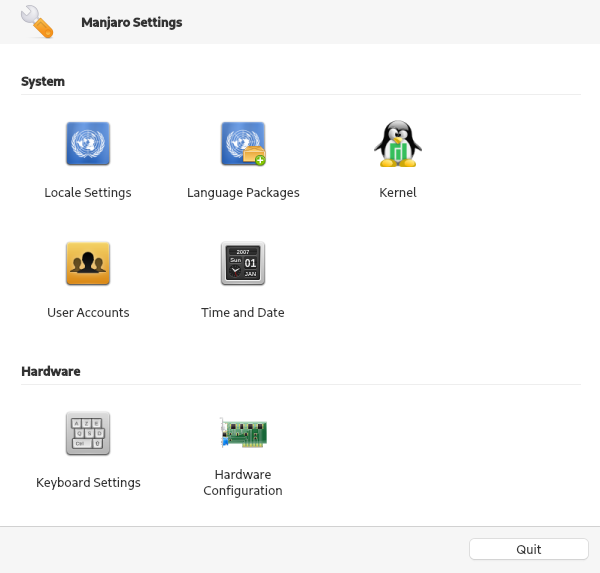 Manjaro Settings
System
Locale Settings
Language Packages
Kernel
2007
Sun
01
JAN
User Accounts
Time and Date
Hardware
A Z E
Q S D
Ctrl
Keyboard Settings
Hardware
Configuration
Quit